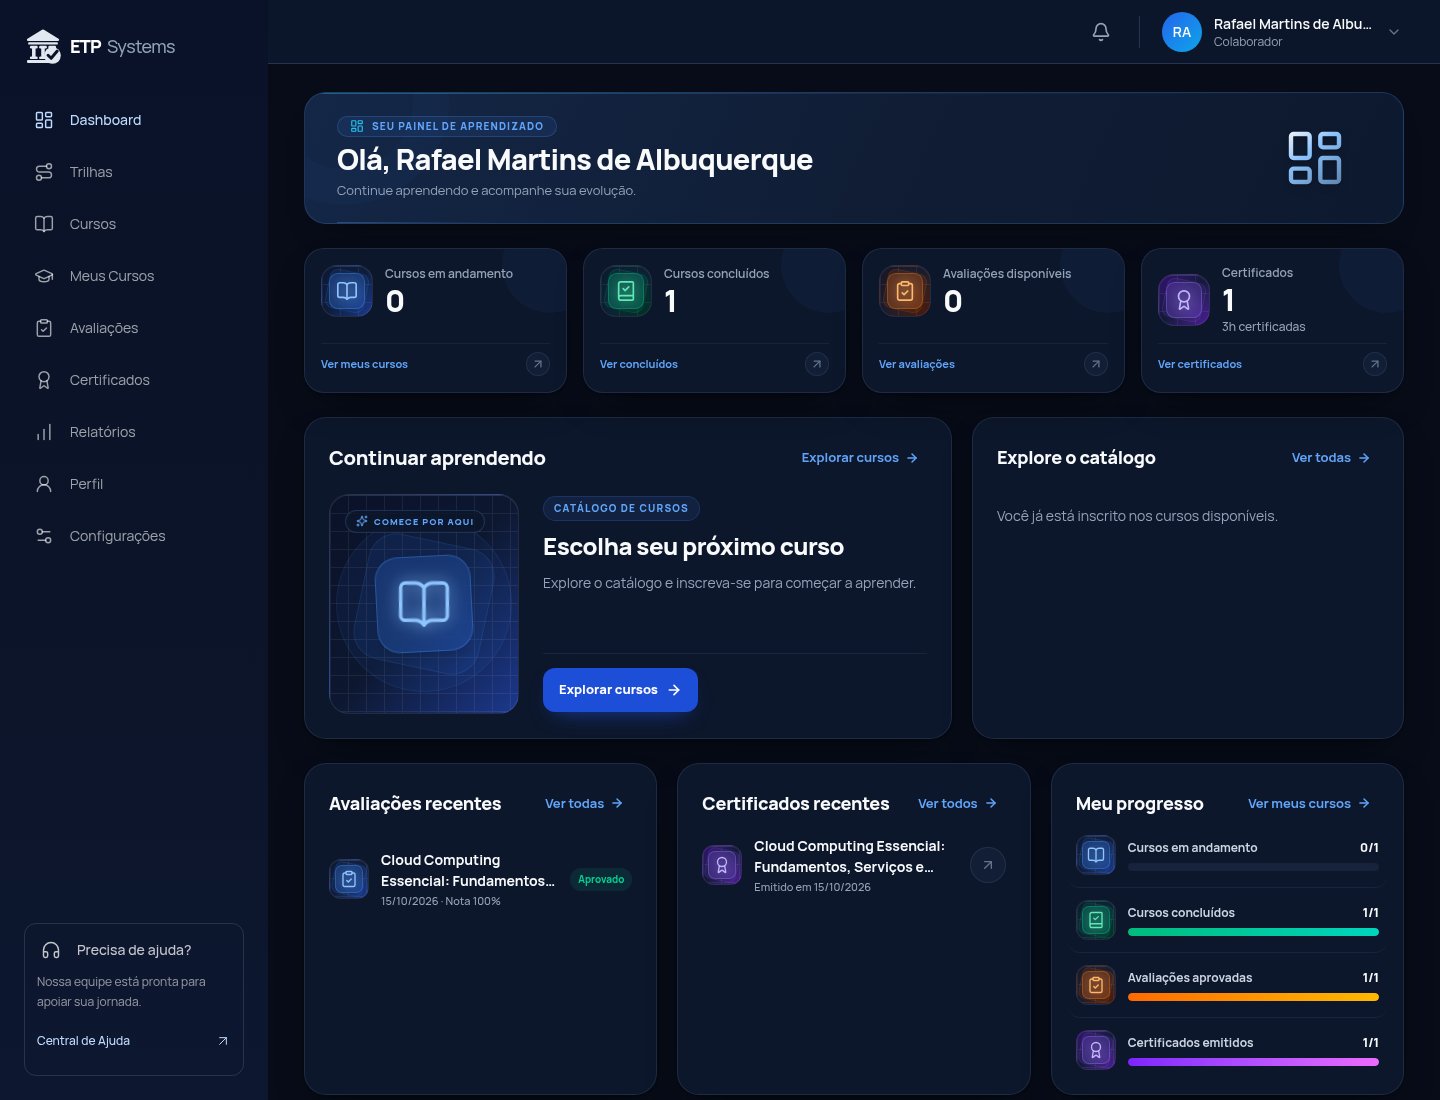 ETP Systems
Dashboard
Trilhas
Cursos
Meus Cursos
Avaliações
Certificados
Relatórios
Perfil
Configurações
Precisa de ajuda?
Nossa equipe está pronta para
apoiar sua jornada.
Central de Ajuda
RA
Rafael Martins de Albu...
Colaborador
SEU PAINEL DE APRENDIZADO
Olá, Rafael Martins de Albuquerque
Continue aprendendo e acompanhe sua evolução.
Cursos em andamento
0
Ver meus cursos
Cursos concluídos
1
Ver concluídos
Avaliações disponíveis
0
Ver avaliações
Certificados
1
3h certificadas
Ver certificados
Continuar aprendendo
Explorar cursos
COMECE POR AQUI
CATÁLOGO DE CURSOS
Escolha seu próximo curso
Explore o catálogo e inscreva-se para começar a aprender.
Explorar cursos
Explore o catálogo
Ver todas
Você já está inscrito nos cursos disponíveis.
Avaliações recentes
Ver todas
Cloud Computing
Essencial: Fundamentos...
15/10/2026 · Nota 100%
Aprovado
Certificados recentes
Ver todos
Cloud Computing Essencial:
Fundamentos, Serviços e...
Emitido em 15/10/2026
Meu progresso
Ver meus cursos
Cursos em andamento 0/1
Cursos concluídos 1/1
Avaliações aprovadas 1/1
Certificados emitidos 1/1